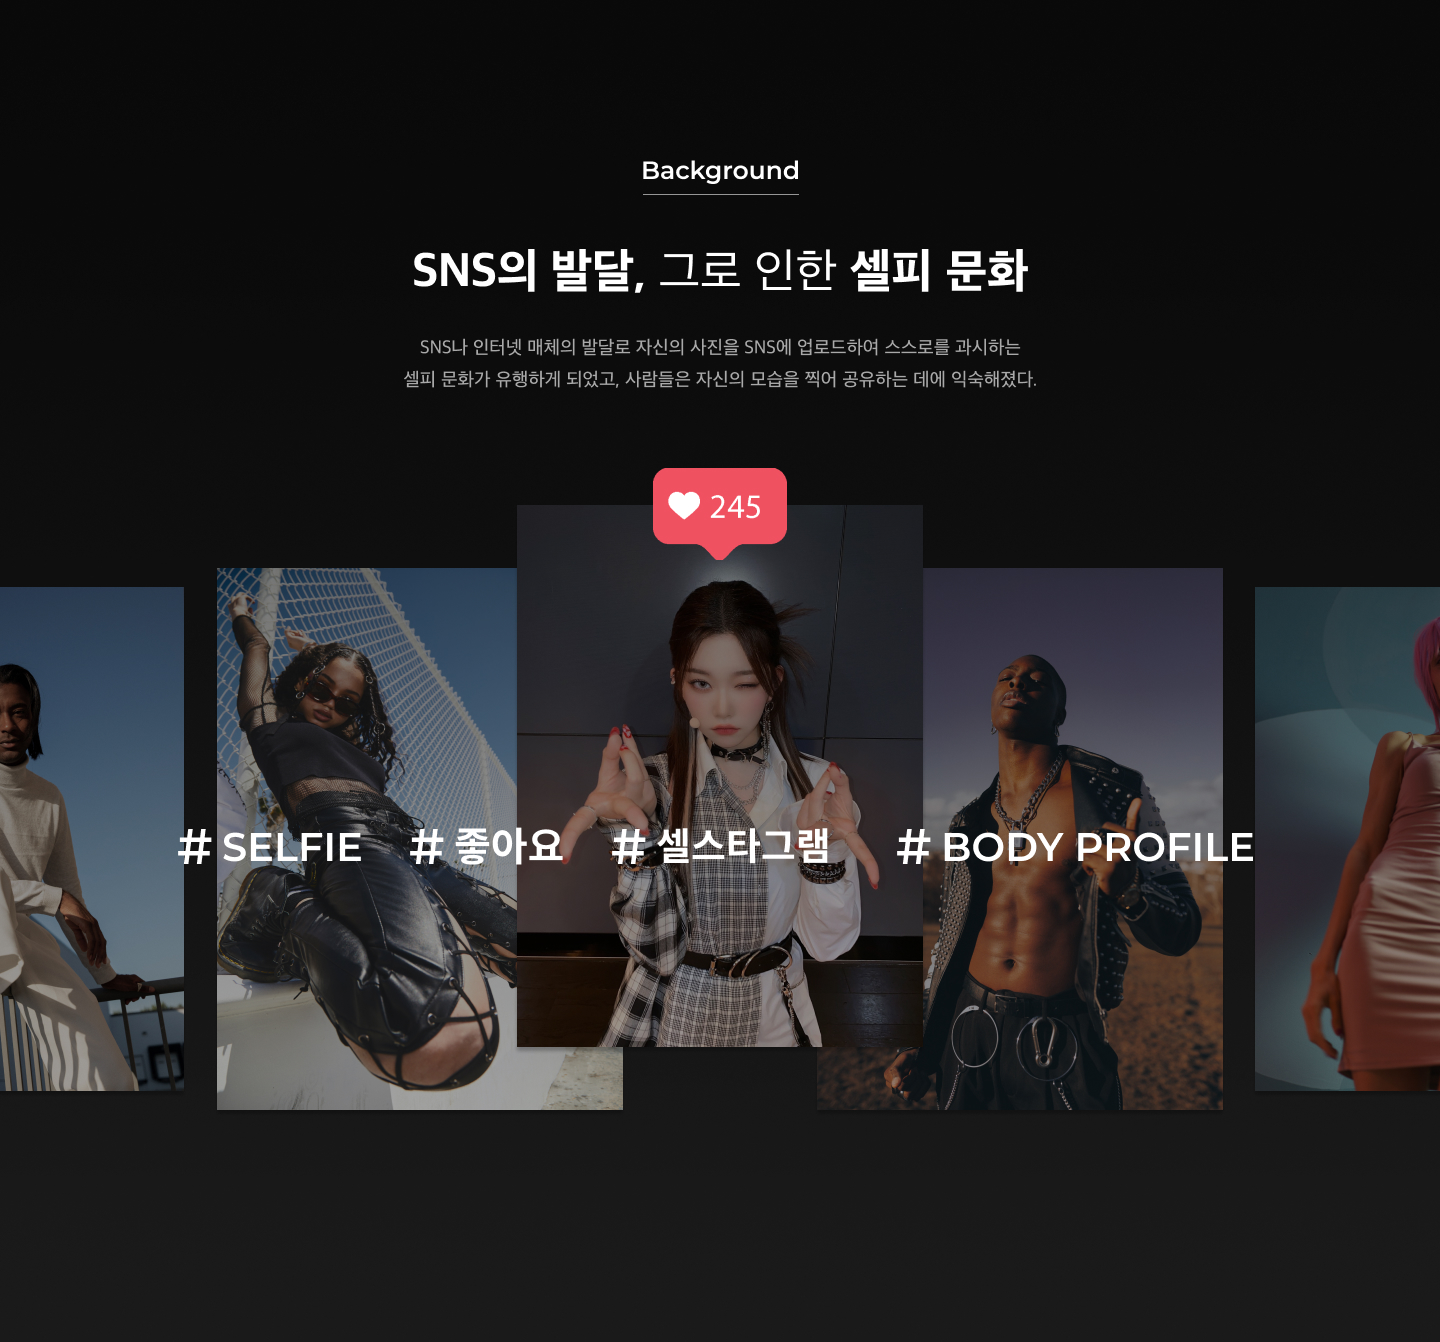 Background
SNS의 발달, 그로 인한 셀피 문화
SNS나 인터넷 매체의 발달로 자신의 사진을 SNS에 업로드하여 스스로를 과시하는
셀피 문화가 유행하게 되었고, 사람들은 자신의 모습을 찍어 공유하는 데에 익숙해졌다.
245
# SELFIE # 좋아요 # 셀스타그램 # BODY PROFILE